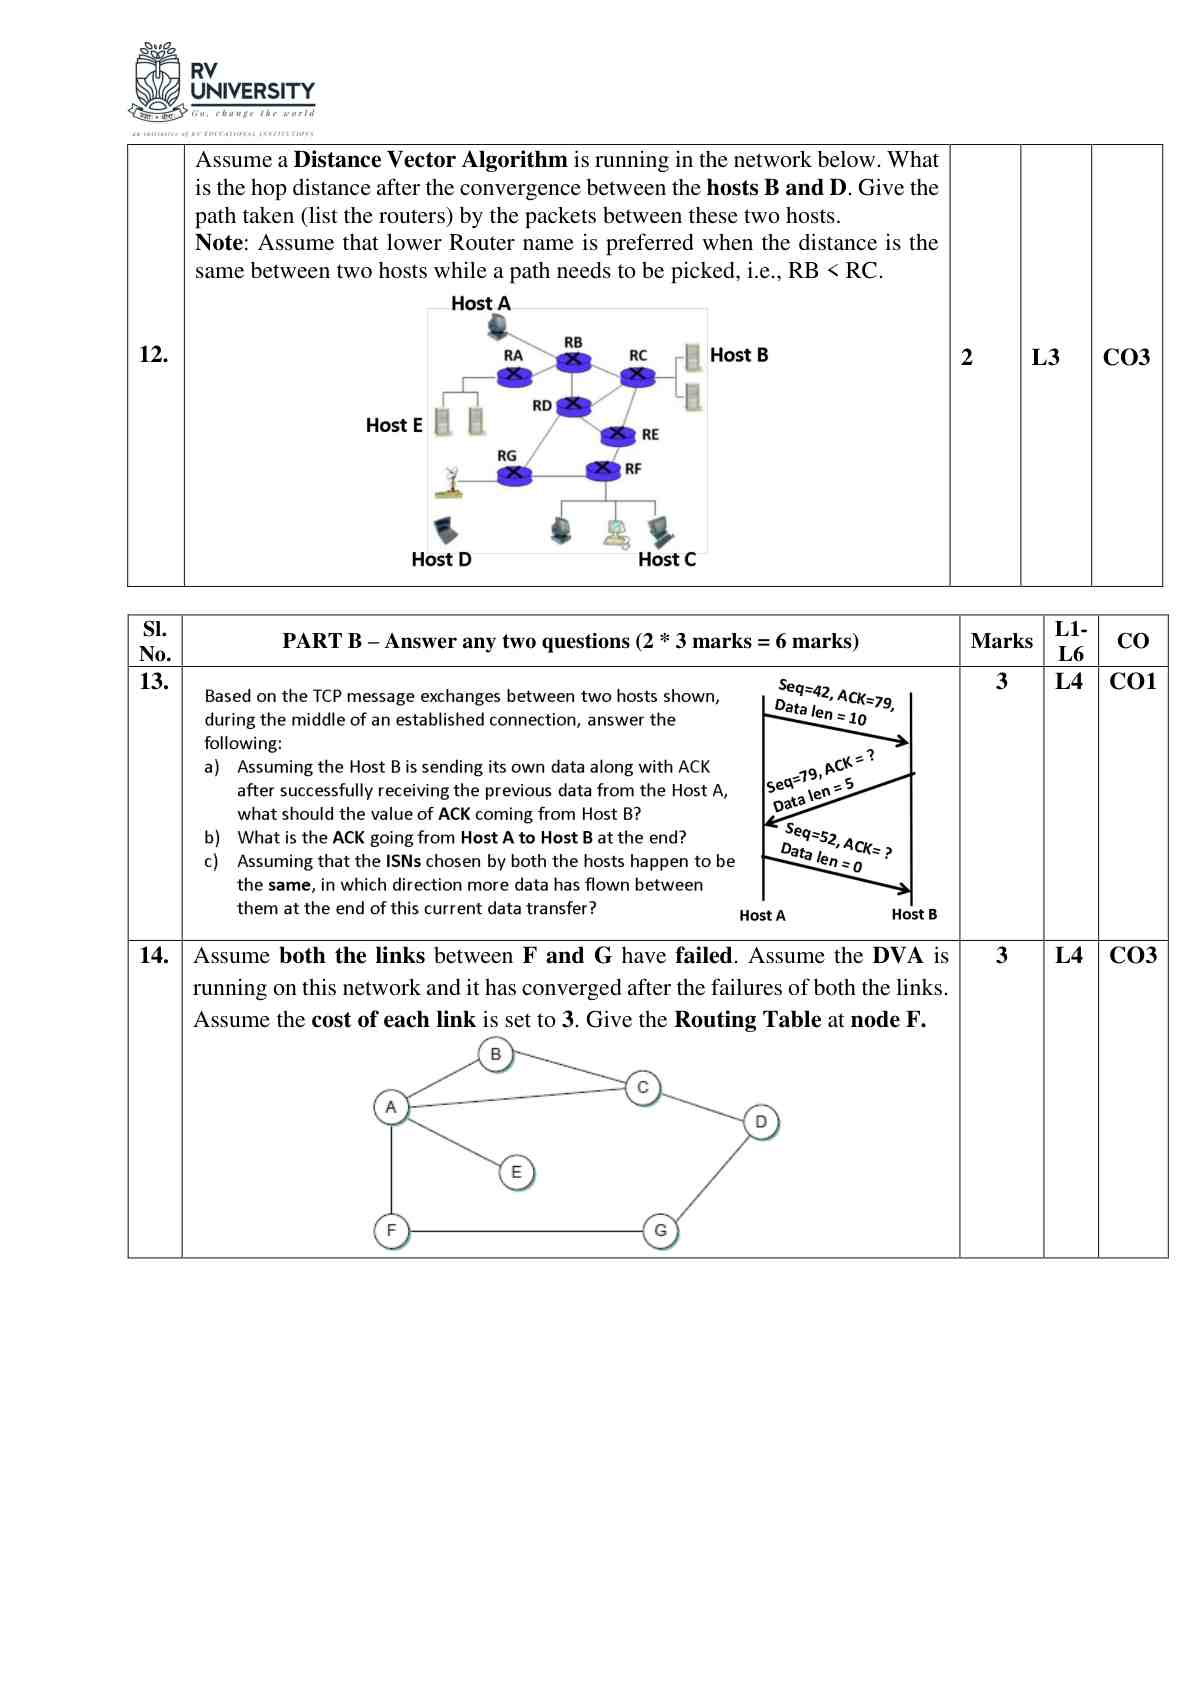 RV
UNIVERSITY
Go, change the world
an initiative of RV EDUCATIONAL INSTITUTIONS
12.
Assume a Distance Vector Algorithm is running in the network below. What
is the hop distance after the convergence between the hosts B and D. Give the
path taken (list the routers) by the packets between these two hosts.
Note: Assume that lower Router name is preferred when the distance is the
same between two hosts while a path needs to be picked, i.e., RB < RC.
Host A
RB
RA
RC
Host B
RD
Host E
RE
RG
RF
Host D
Host C
2
L3
CO3
Sl.
No.
PART B – Answer any two questions (2 * 3 marks = 6 marks)
Marks
L1-
L6
CO
13.
Based on the TCP message exchanges between two hosts shown,
during the middle of an established connection, answer the
following:
a) Assuming the Host B is sending its own data along with ACK
after successfully receiving the previous data from the Host A,
what should the value of ACK coming from Host B?
b) What is the ACK going from Host A to Host B at the end?
c) Assuming that the ISNs chosen by both the hosts happen to be
the same, in which direction more data has flown between
them at the end of this current data transfer?
Seq=42, ACK=79,
Data len = 10
Seq=79, ACK = ?
Data len = 5
Seq=52, ACK= ?
Data len = 0
Host A
Host B
3
L4
CO1
14.
Assume both the links between F and G have failed. Assume the DVA is
running on this network and it has converged after the failures of both the links.
Assume the cost of each link is set to 3. Give the Routing Table at node F.
B
C
A
D
E
F
G
3
L4
CO3